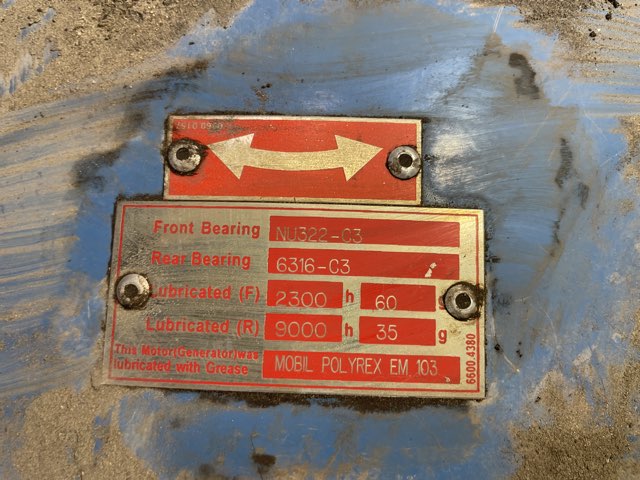 Front Bearing NU322-C3
Rear Bearing 6316-C3
Lubricated (F) 2300 h 60
Lubricated (R) 9000 h 35 g
This Motor(Generator)was
lubricated with Grease MOBIL POLYREX EM 103
6600 4380